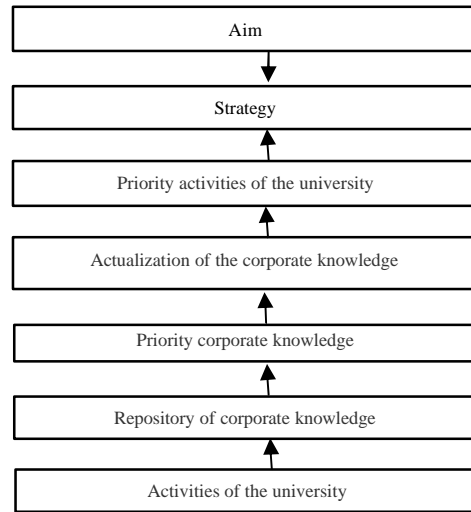 Aim
Strategy
Priority activities of the university
Actualization of the corporate knowledge
Priority corporate knowledge
Repository of corporate knowledge
Activities of the university